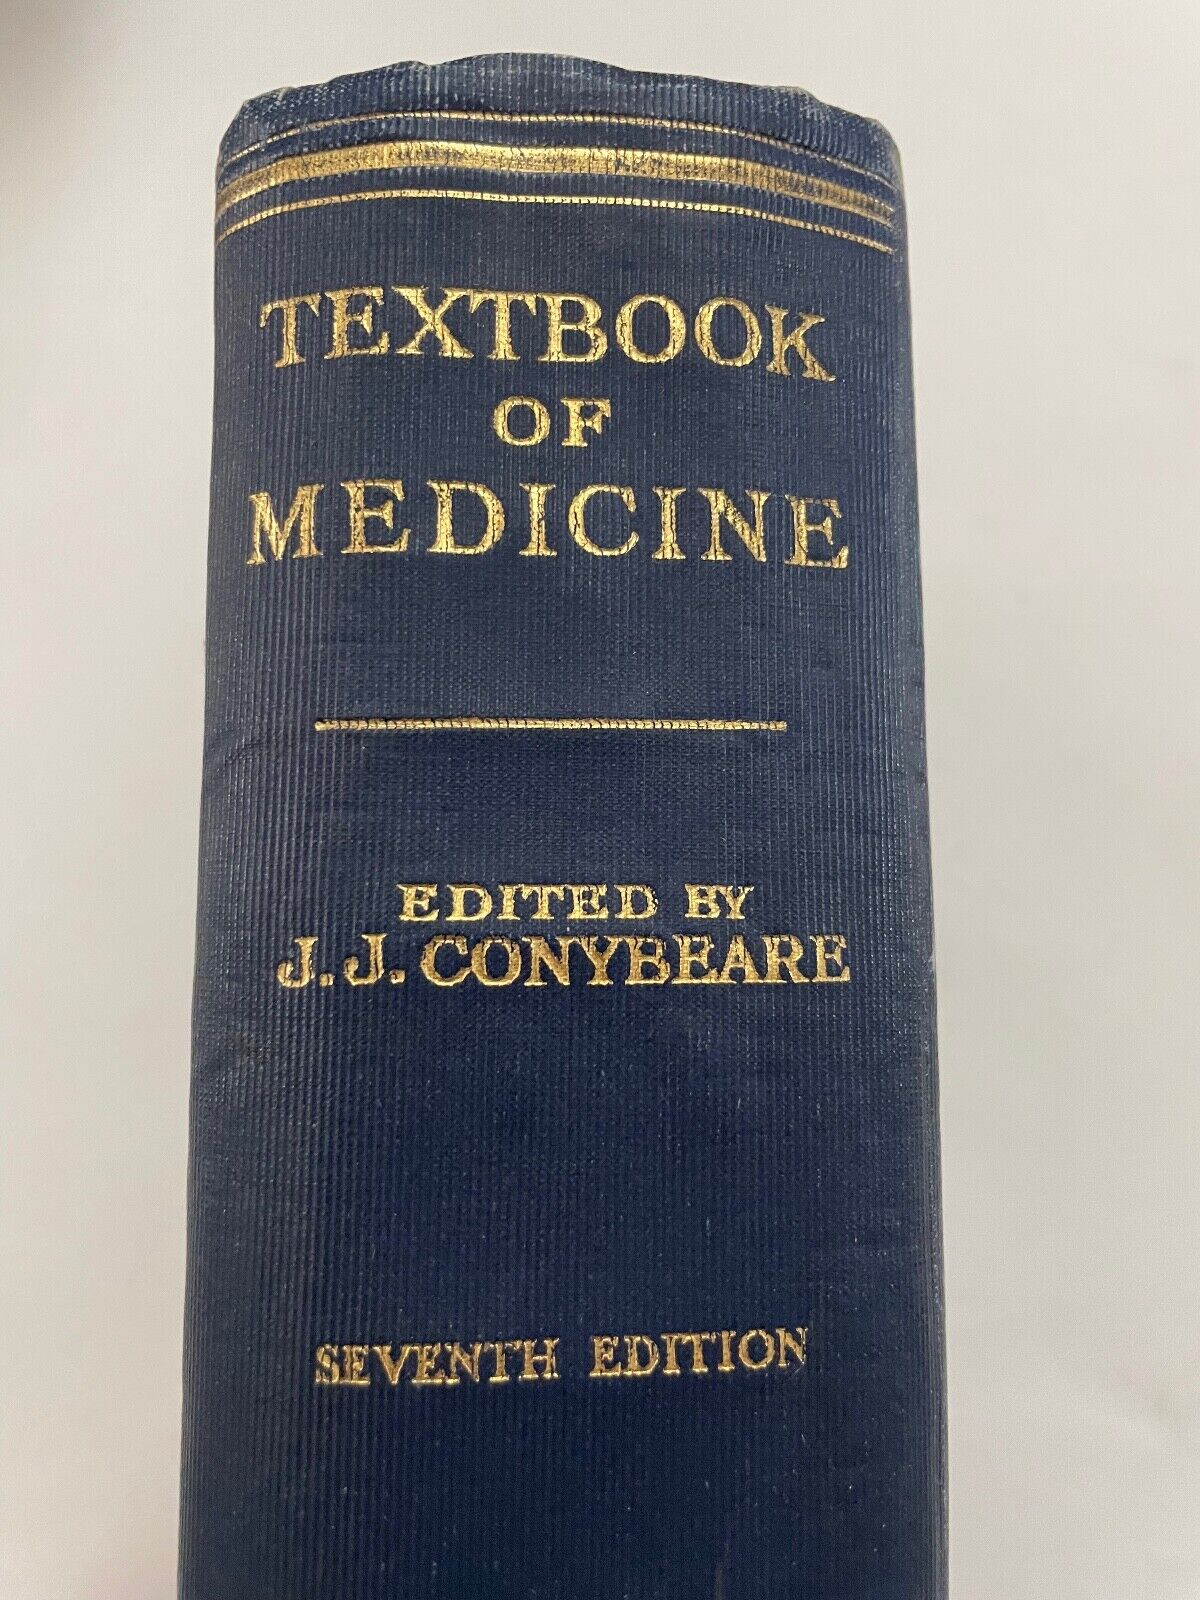 TEXTBOOK
OF
MEDICINE
EDITED BY
J. J. CONYBEARE
SEVENTH EDITION